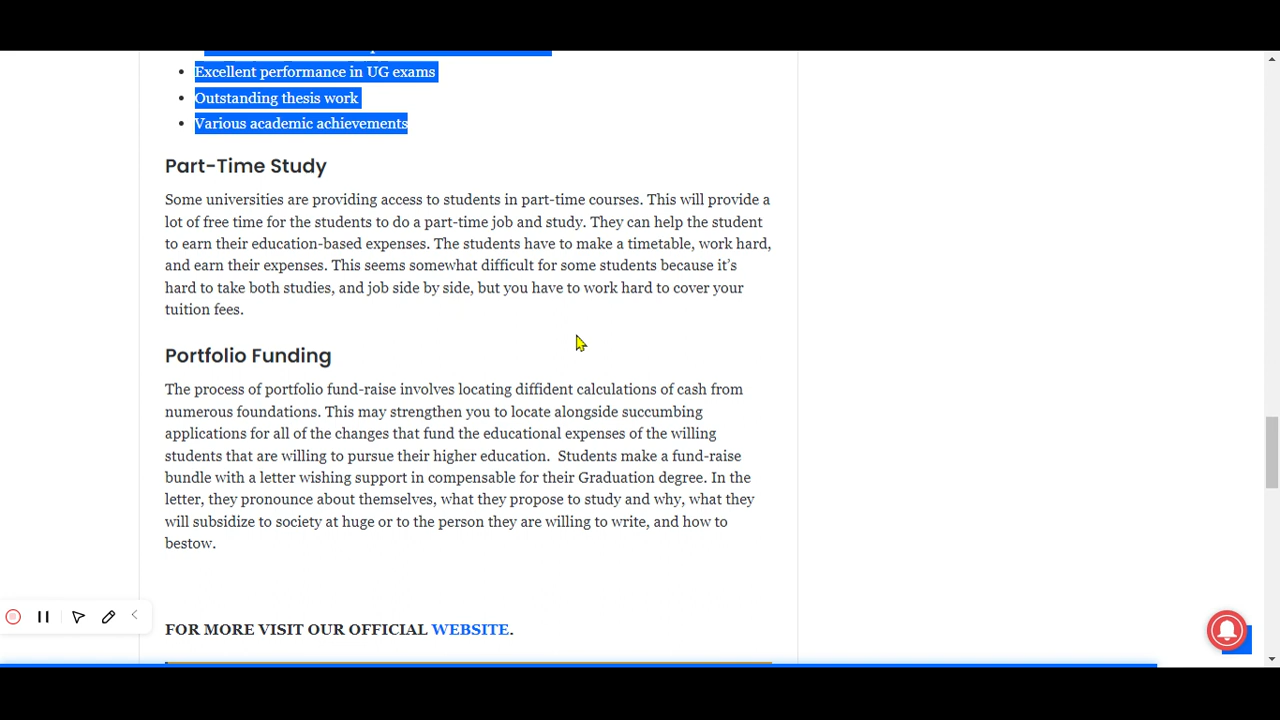 Excellent performance in UG exams
Outstanding thesis work
Various academic achievements
Part-Time Study
Some universities are providing access to students in part-time courses. This will provide a
lot of free time for the students to do a part-time job and study. They can help the student
to earn their education-based expenses. The students have to make a timetable, work hard,
and earn their expenses. This seems somewhat difficult for some students because it's
hard to take both studies, and job side by side, but you have to work hard to cover your
tuition fees.
Portfolio Funding
The process of portfolio fund-raise involves locating diffident calculations of cash from
numerous foundations. This may strengthen you to locate alongside succumbing
applications for all of the changes that fund the educational expenses of the willing
students that are willing to pursue their higher education.  Students make a fund-raise
bundle with a letter wishing support in compensable for their Graduation degree. In the
letter, they pronounce about themselves, what they propose to study and why, what they
will subsidize to society at huge or to the person they are willing to write, and how to
bestow.
FOR MORE VISIT OUR OFFICIAL WEBSITE.